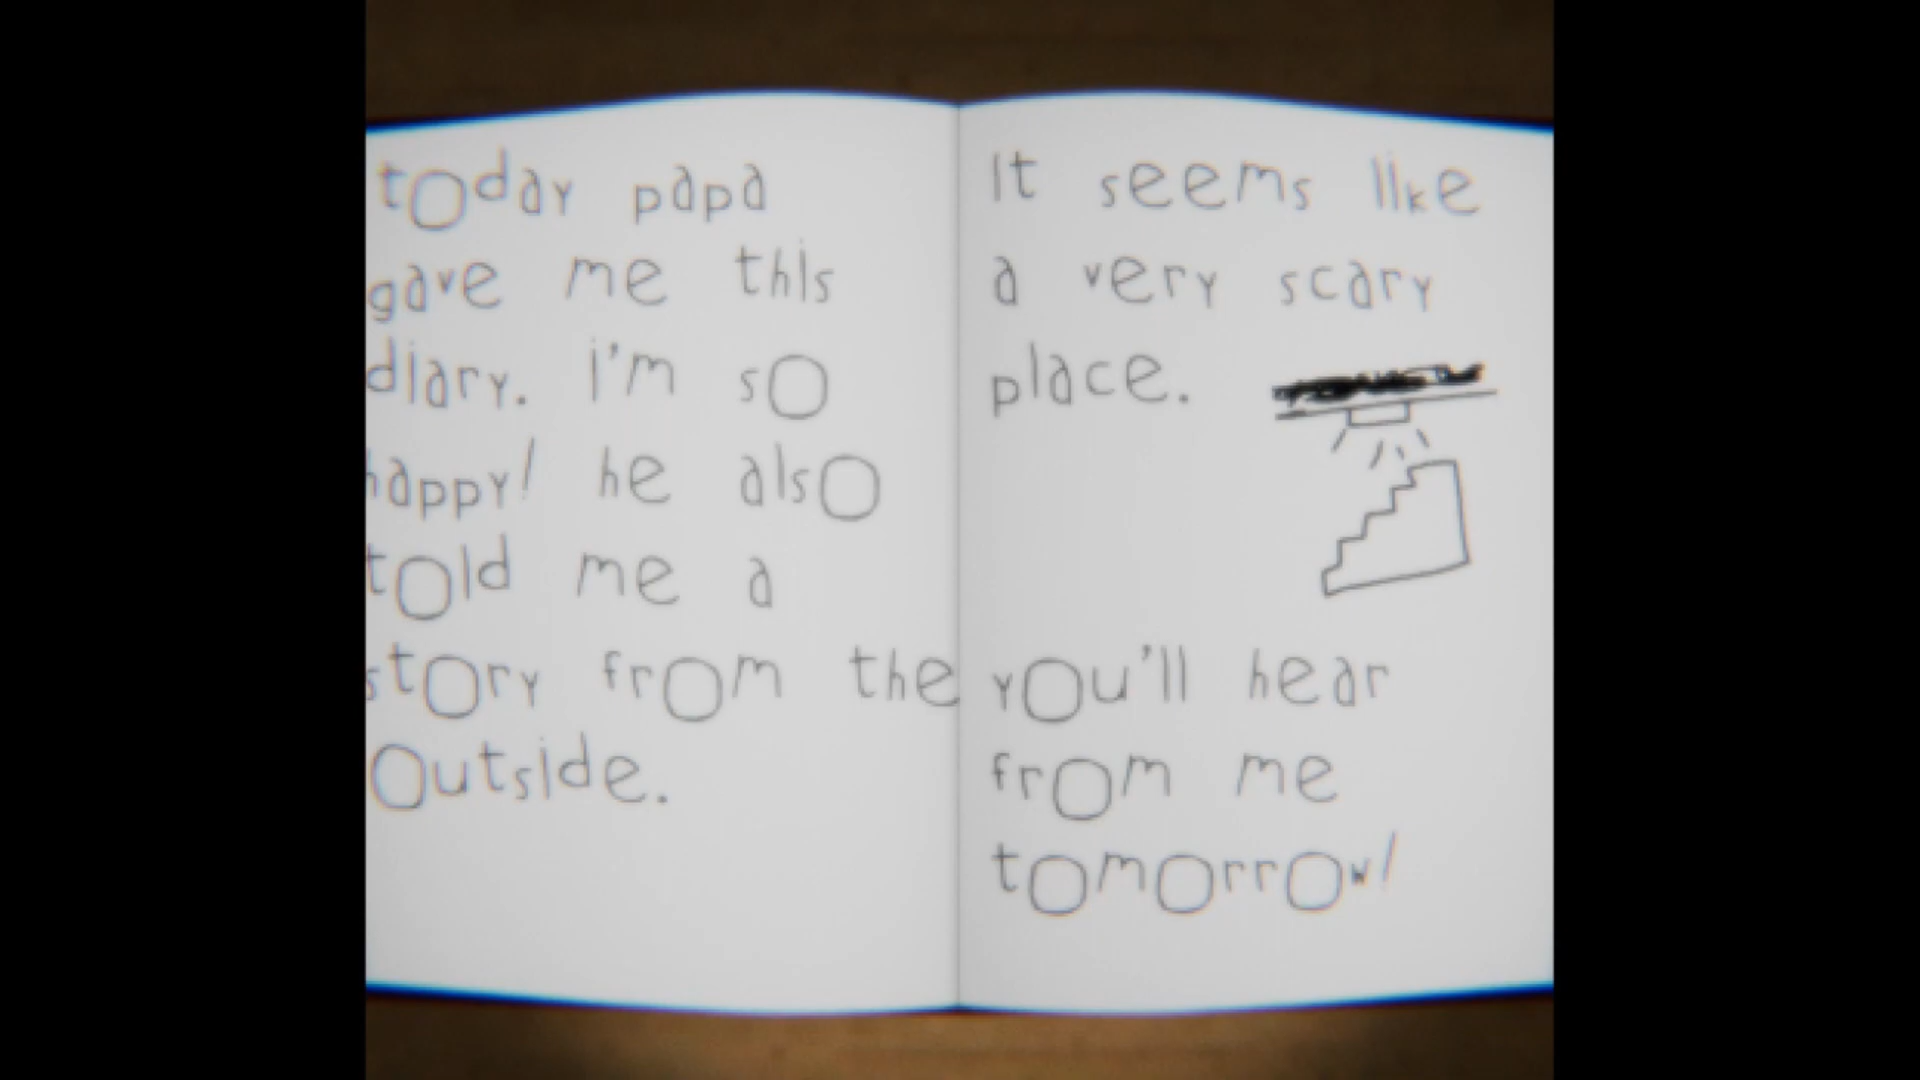 today papa
gave me this
diary. i'm so
happy! he also
told me a
story from the
Outside.
It seems like
a very scary
place.
you'll hear
from me
tomorrow!